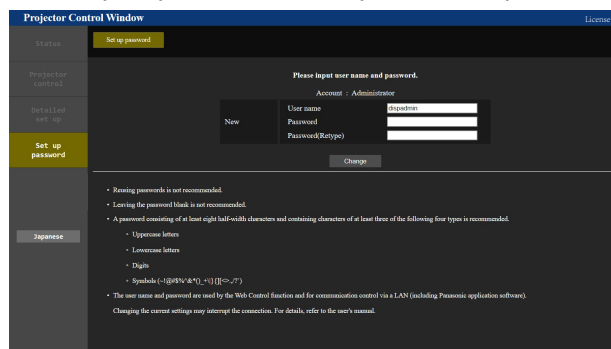 Projector Control Window
License
Status
Set up password
Projector
control
Please input user name and password.
Account : Administrator
Detailed
set up
User name dispadmin
New Password
Password(Retype)
Set up
password
Change
• Reusing passwords is not recommended.
• Leaving the password blank is not recommended.
• A password consisting of at least eight half-width characters and containing characters of at least three of the following four types is recommended.
Japanese
• Uppercase letters
• Lowercase letters
• Digits
• Symbols (~!@#$%^&*()_+\|}{][<>.,/?`)
• The user name and password are used by the Web Control function and for communication control via a LAN (including Panasonic application software).
Changing the current settings may interrupt the connection. For details, refer to the user's manual.